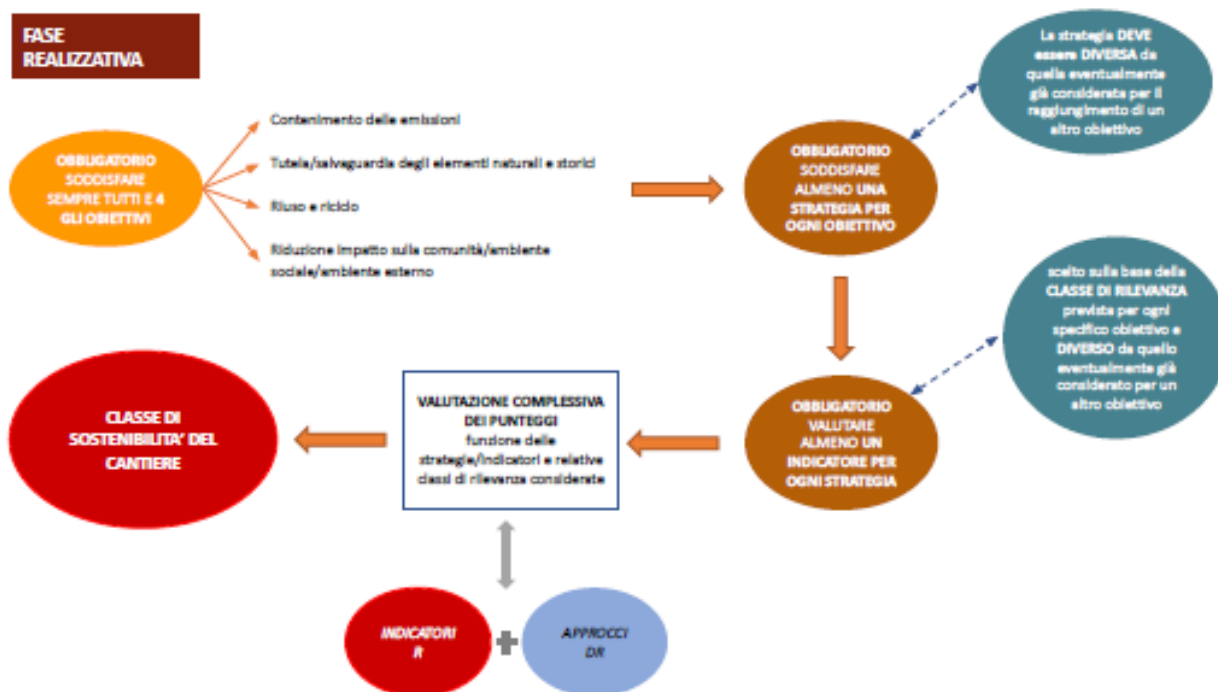 FASE
REALIZZATIVA
OBBLIGATORIO
SODDISFARE
SEMPRE TUTTI E 4
GLI OBIETTIVI
Contenimento delle emissioni
Tutela/salvaguardia degli elementi naturali e storici
Riuso e riciclo
Riduzione impatto sulla comunità/ambiente
sociale/ambiente esterno
OBBLIGATORIO
SODDISFARE
ALMENO UNA
STRATEGIA PER
OGNI OBIETTIVO
La strategia DEVE
essere DIVERSA da
quella eventualmente
già considerata per il
raggiungimento di un
altro obiettivo
scelto sulla base della
CLASSE DI RILEVANZA
prevista per ogni
specifico obiettivo e
DIVERSO da quello
eventualmente già
considerato per un
altro obiettivo
OBBLIGATORIO
VALUTARE
ALMENO UN
INDICATORE PER
OGNI STRATEGIA
VALUTAZIONE COMPLESSIVA
DEI PUNTEGGI
funzione delle
strategie/indicatori e relative
classi di rilevanza considerate
CLASSE DI
SOSTENIBILITA' DEL
CANTIERE
INDICATORI
R
APPROCCI
DR